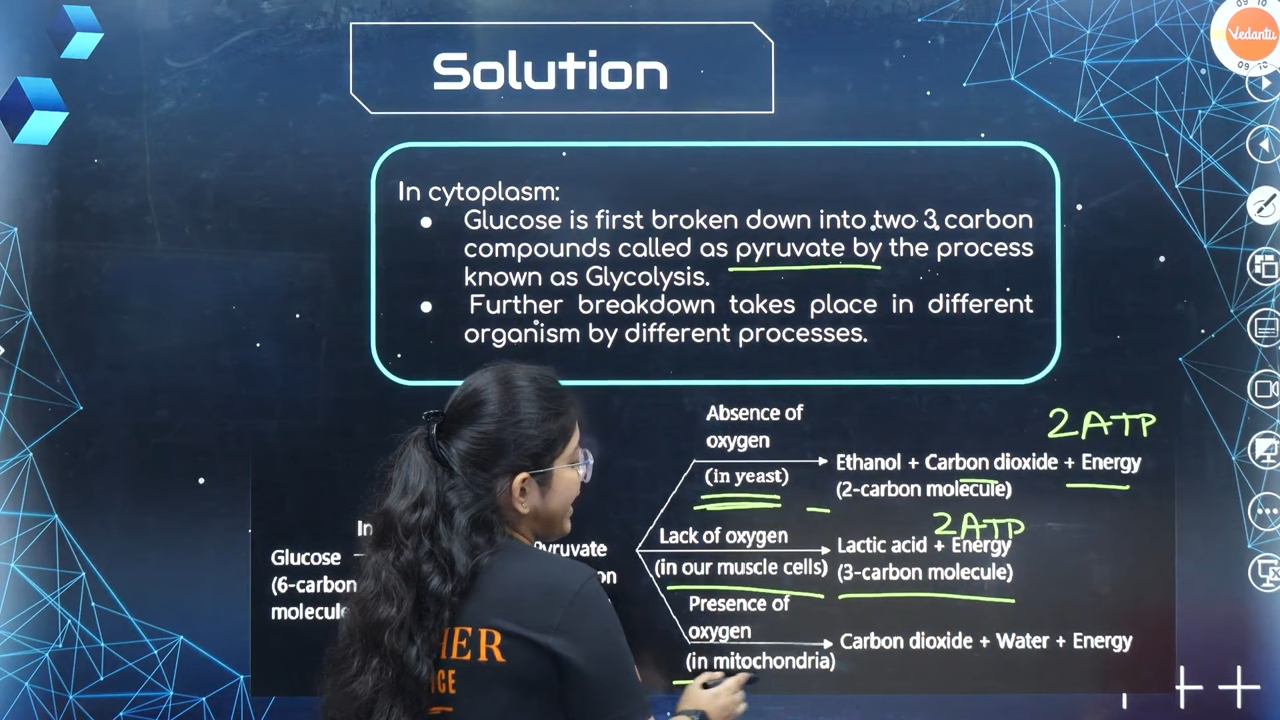 Solution
Vedantu
In cytoplasm:
Glucose is first broken down into two 3 carbon
compounds called as pyruvate by the process
known as Glycolysis.
Further breakdown takes place in different
organism by different processes.
Absence of
oxygen
(in yeast)
2ATP
Ethanol + Carbon dioxide + Energy
(2-carbon molecule)
In
Glucose
(6-carbon
molecule
Pyruvate
Lack of oxygen
(in our muscle cells)
2ATP
Lactic acid + Energy
(3-carbon molecule)
Presence of
oxygen
(in mitochondria)
Carbon dioxide + Water + Energy